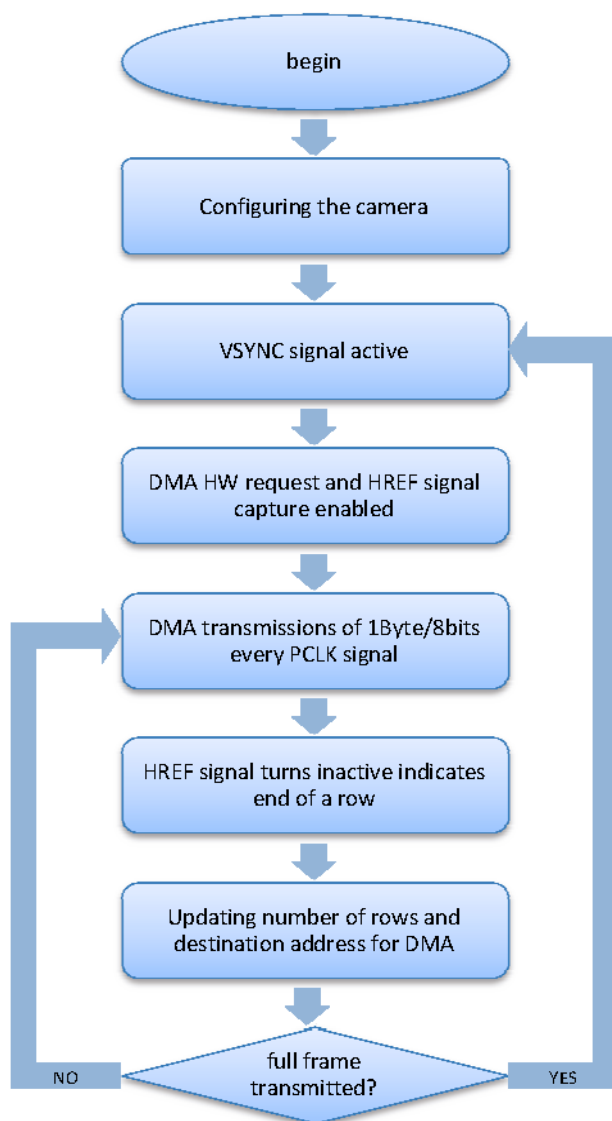 begin
Configuring the camera
VSYNC signal active
DMA HW request and HREF signal
capture enabled
DMA transmissions of 1Byte/8bits
every PCLK signal
HREF signal turns inactive indicates
end of a row
Updating number of rows and
destination address for DMA
full frame
transmitted?
NO
YES